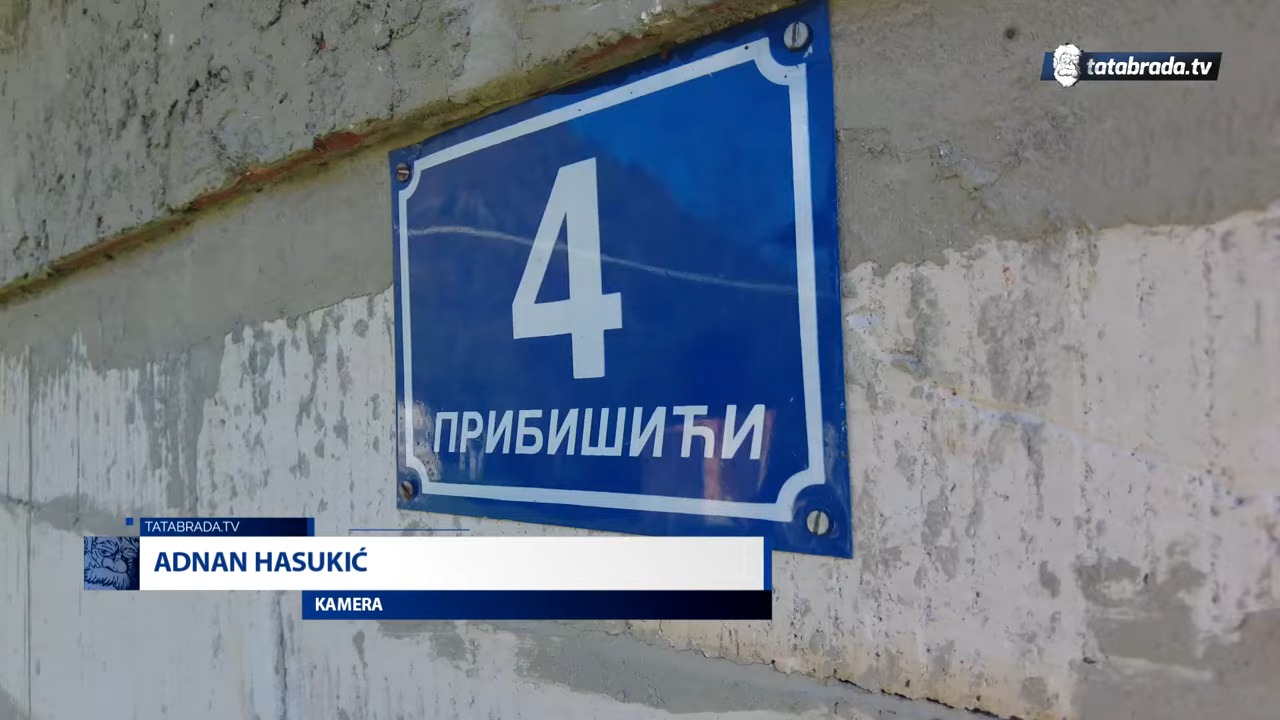 tatabrada.tv
4
ПРИБИШИЋИ
TATABRADA.TV
ADNAN HASUKIĆ
KAMERA